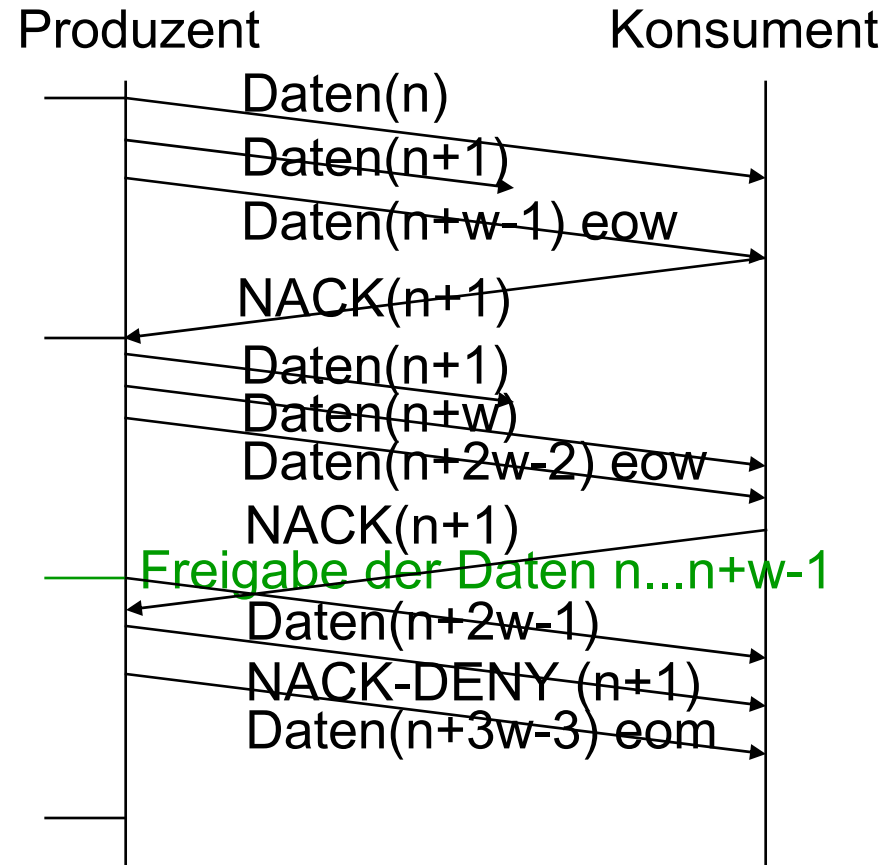 Produzent Konsument
Daten(n)
Daten(n+1)
Daten(n+w-1) eow
NACK(n+1)
Daten(n+1)
Daten(n+w)
Daten(n+2w-2) eow
NACK(n+1)
Freigabe der Daten n...n+w-1
Daten(n+2w-1)
NACK-DENY (n+1)
Daten(n+3w-3) eom